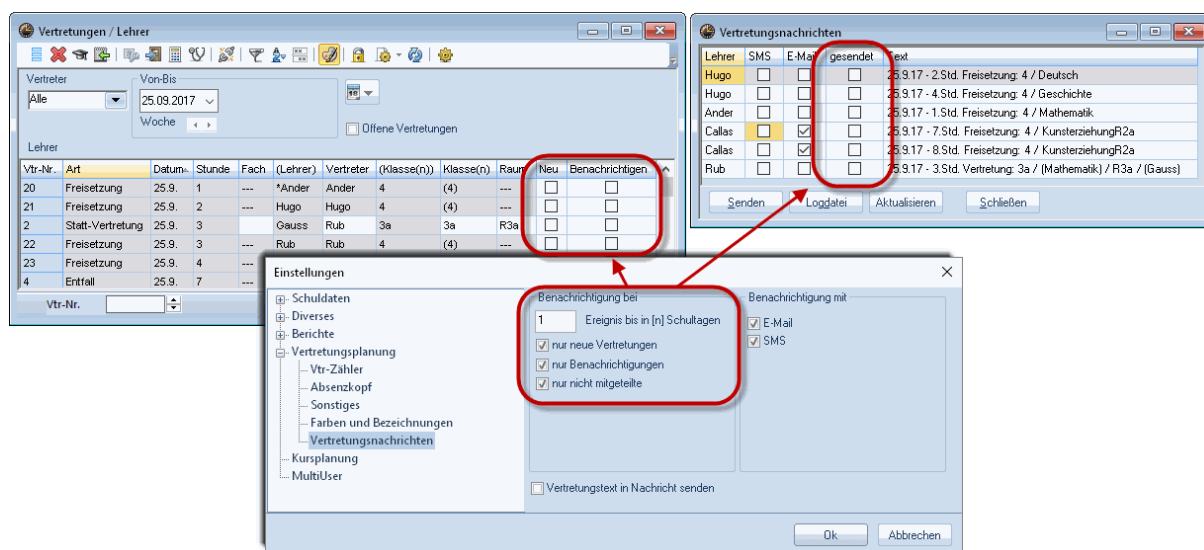 Vertretungen / Lehrer
Vertreter
Von-Bis
Alle
25.09.2017
Woche
Offene Vertretungen
Lehrer
Vtr-Nr. Art Datum Stunde Fach (Lehrer) Vertreter (Klasse(n)) Klasse(n) Raum Neu Benachrichtigen
20 Freisetzung 25.9. 1 --- *Ander Ander 4 (4) ---
21 Freisetzung 25.9. 2 --- Hugo Hugo 4 (4) ---
2 Statt-Vertretung 25.9. 3 Gauss Rub 3a 3a R3a
22 Freisetzung 25.9. 3 --- Rub Rub 4 (4) ---
23 Freisetzung 25.9. 4 ---
4 Entfall 25.9. 7 ---
Vtr-Nr.
Vertretungsnachrichten
Lehrer SMS E-Mail gesendet Text
Hugo 25.9.17 - 2.Std. Freisetzung: 4 / Deutsch
Hugo 25.9.17 - 4.Std. Freisetzung: 4 / Geschichte
Ander 25.9.17 - 1.Std. Freisetzung: 4 / Mathematik
Callas 25.9.17 - 7.Std. Freisetzung: 4 / KunsterziehungR2a
Callas 25.9.17 - 8.Std. Freisetzung: 4 / KunsterziehungR2a
Rub 25.9.17 - 3.Std. Vertretung: 3a / (Mathematik) / R3a / (Gauss)
Senden Logdatei Aktualisieren Schließen
Einstellungen
Schuldaten
Diverses
Berichte
Vertretungsplanung
Vtr-Zähler
Absenzkopf
Sonstiges
Farben und Bezeichnungen
Vertretungsnachrichten
Kursplanung
MultiUser
Benachrichtigung bei
1 Ereignis bis in [n] Schultagen
nur neue Vertretungen
nur Benachrichtigungen
nur nicht mitgeteilte
Benachrichtigung mit
E-Mail
SMS
Vertretungstext in Nachricht senden
Ok Abbrechen